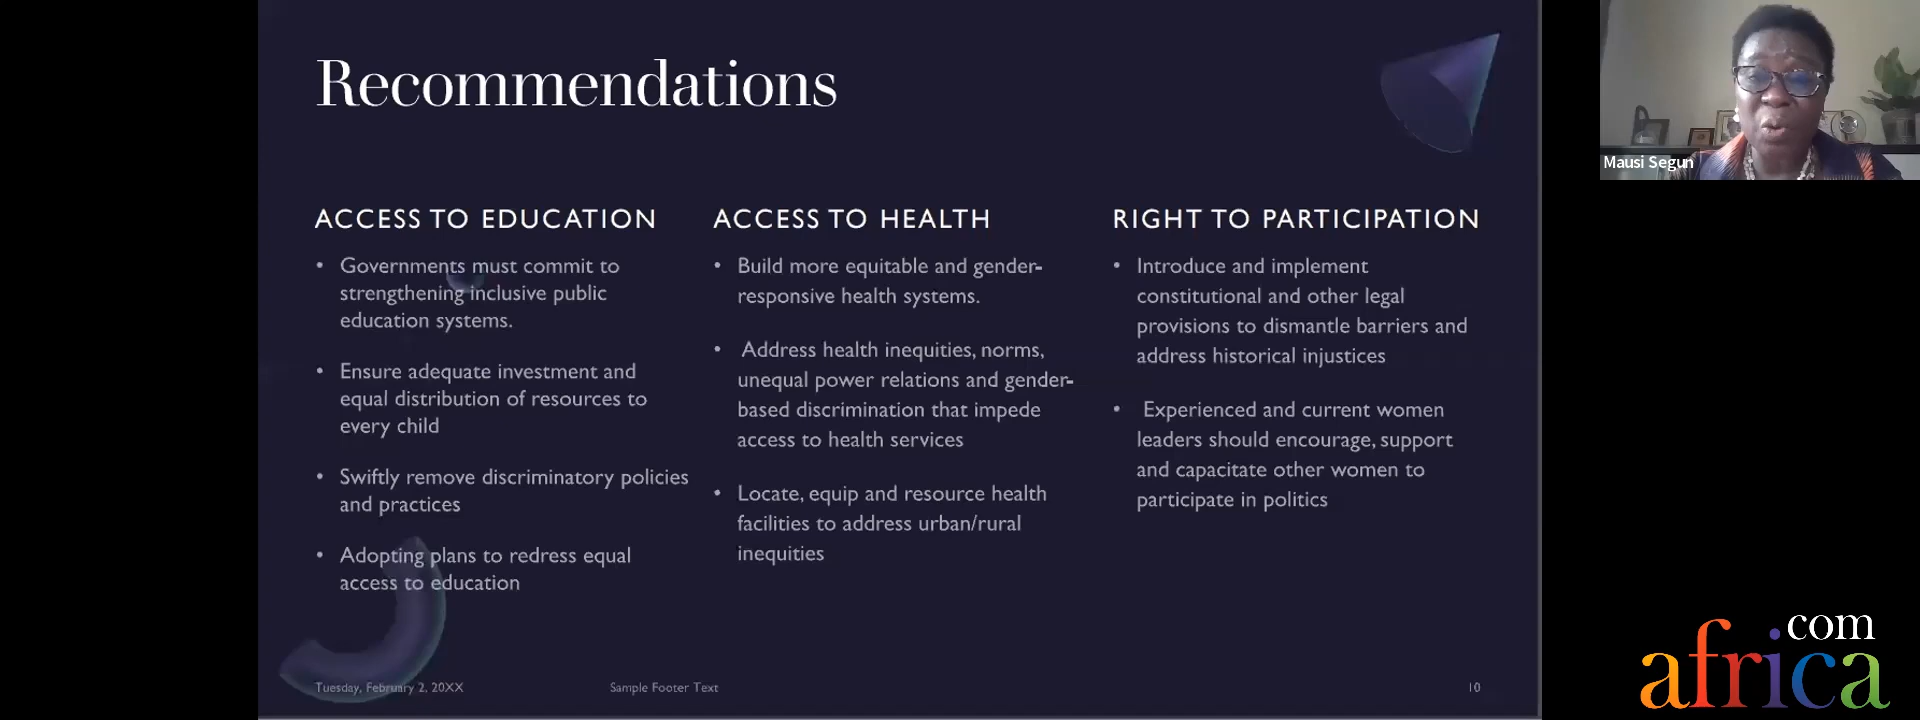 Recommendations
ACCESS TO EDUCATION
• Governments must commit to
strengthening inclusive public
education systems.
• Ensure adequate investment and
equal distribution of resources to
every child
• Swiftly remove discriminatory policies
and practices
• Adopting plans to redress equal
access to education
ACCESS TO HEALTH
• Build more equitable and gender-
responsive health systems.
• Address health inequities, norms,
unequal power relations and gender-
based discrimination that impede
access to health services
• Locate, equip and resource health
facilities to address urban/rural
inequities
RIGHT TO PARTICIPATION
• Introduce and implement
constitutional and other legal
provisions to dismantle barriers and
address historical injustices
• Experienced and current women
leaders should encourage, support
and capacitate other women to
participate in politics
Tuesday, February 2, 20XX
Sample Footer Text
10
Mausi Segun
com
africa